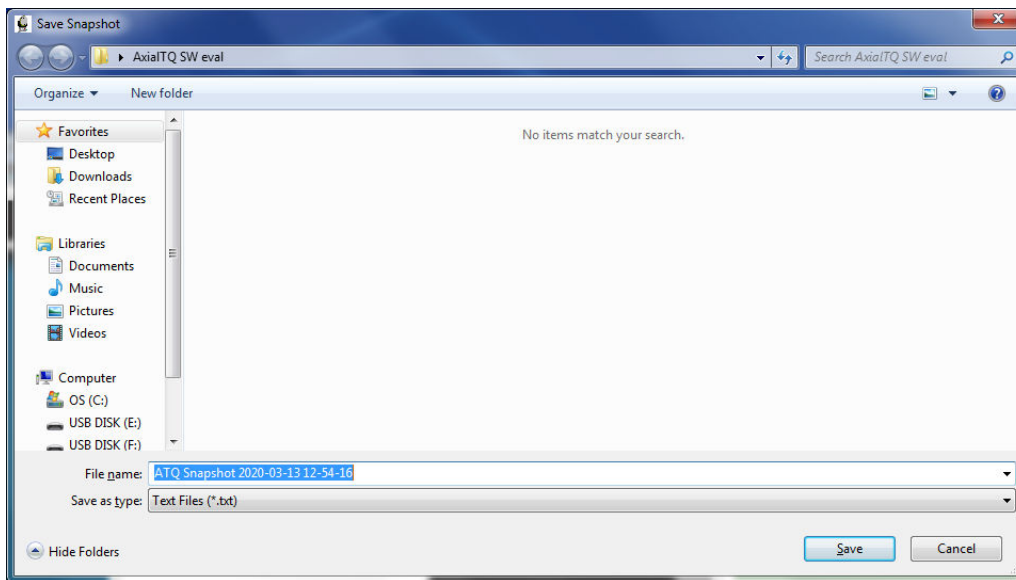 Save Snapshot
AxialTQ SW eval
Search AxialTQ SW eval
Organize
New folder
Favorites
Desktop
Downloads
Recent Places
Libraries
Documents
Music
Pictures
Videos
Computer
OS (C:)
USB DISK (E:)
USB DISK (F:)
No items match your search.
File name: ATQ Snapshot 2020-03-13 12-54-16
Save as type: Text Files (*.txt)
Hide Folders
Save
Cancel